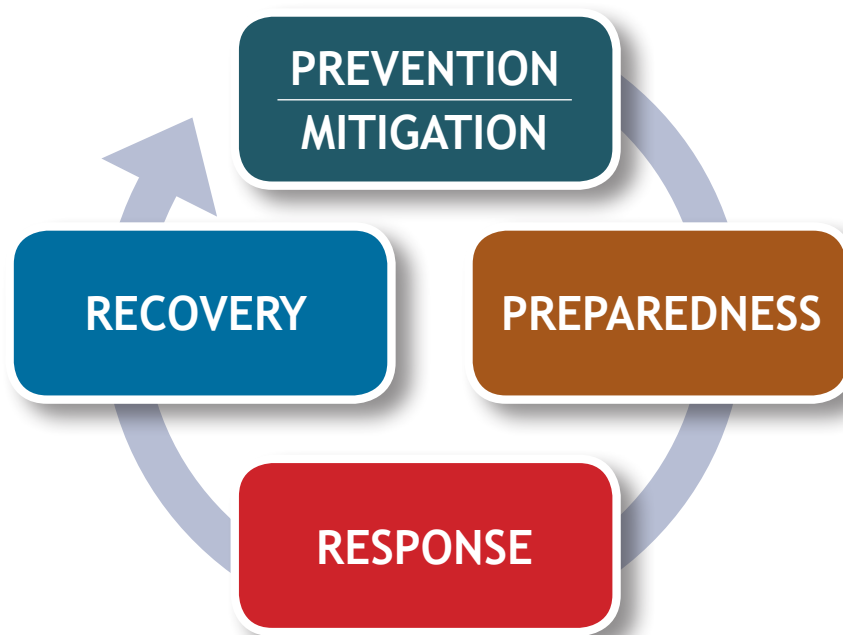 PREVENTION
MITIGATION
PREPAREDNESS
RESPONSE
RECOVERY